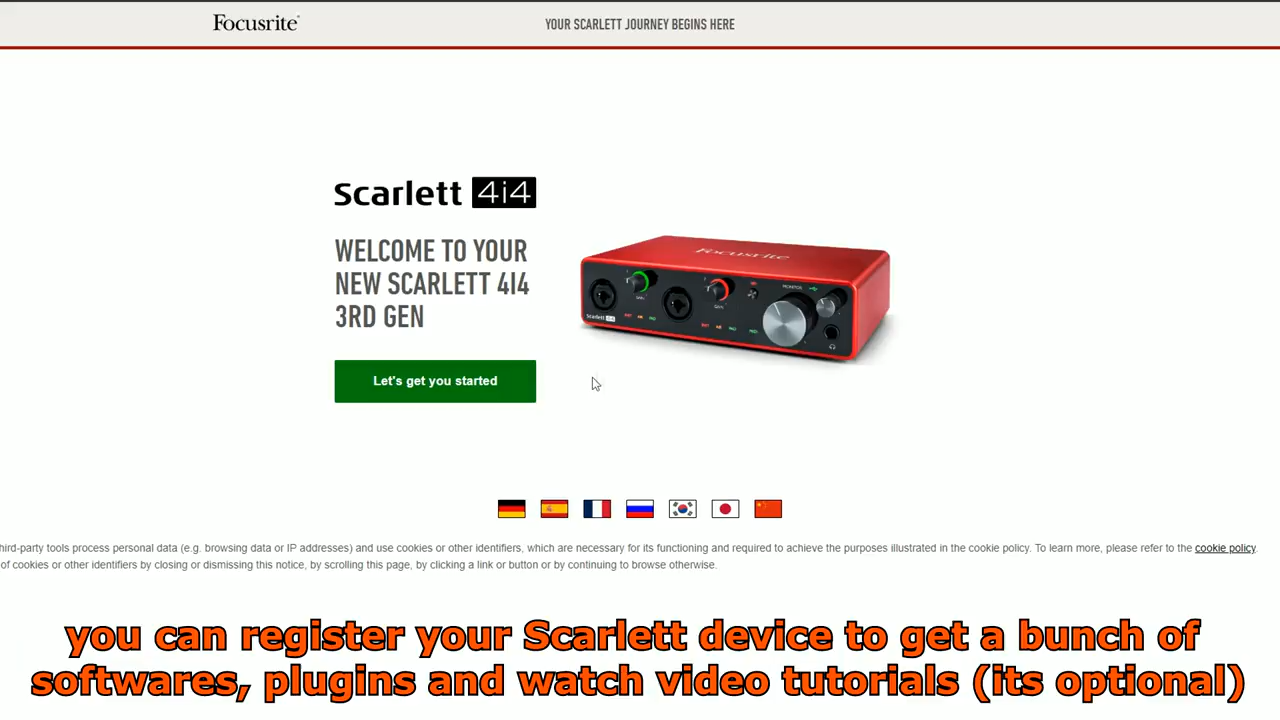 Focusrite
YOUR SCARLETT JOURNEY BEGINS HERE
Scarlett 4i4
WELCOME TO YOUR
NEW SCARLETT 4I4
3RD GEN
Let's get you started
Focusrite
MONITOR
Scarlett 4i4
hird-party tools process personal data (e.g. browsing data or IP addresses) and use cookies or other identifiers, which are necessary for its functioning and required to achieve the purposes illustrated in the cookie policy. To learn more, please refer to the cookie policy.
of cookies or other identifiers by closing or dismissing this notice, by scrolling this page, by clicking a link or button or by continuing to browse otherwise.
you can register your Scarlett device to get a bunch of
softwares, plugins and watch video tutorials (its optional)